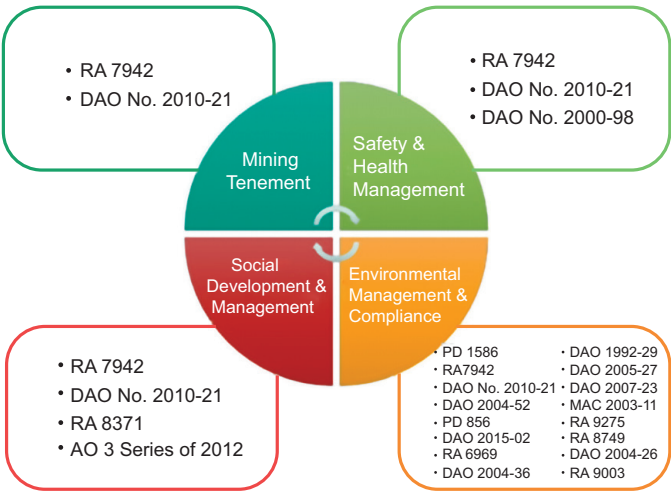 • RA 7942
• DAO No. 2010-21
• RA 7942
• DAO No. 2010-21
• DAO No. 2000-98
Mining
Tenement
Safety &
Health
Management
Social
Development &
Management
Environmental
Management &
Compliance
• RA 7942
• DAO No. 2010-21
• RA 8371
• AO 3 Series of 2012
• PD 1586
• RA7942
• DAO No. 2010-21
• DAO 2004-52
• PD 856
• DAO 2015-02
• RA 6969
• DAO 2004-36
• DAO 1992-29
• DAO 2005-27
• DAO 2007-23
• MAC 2003-11
• RA 9275
• RA 8749
• DAO 2004-26
• RA 9003